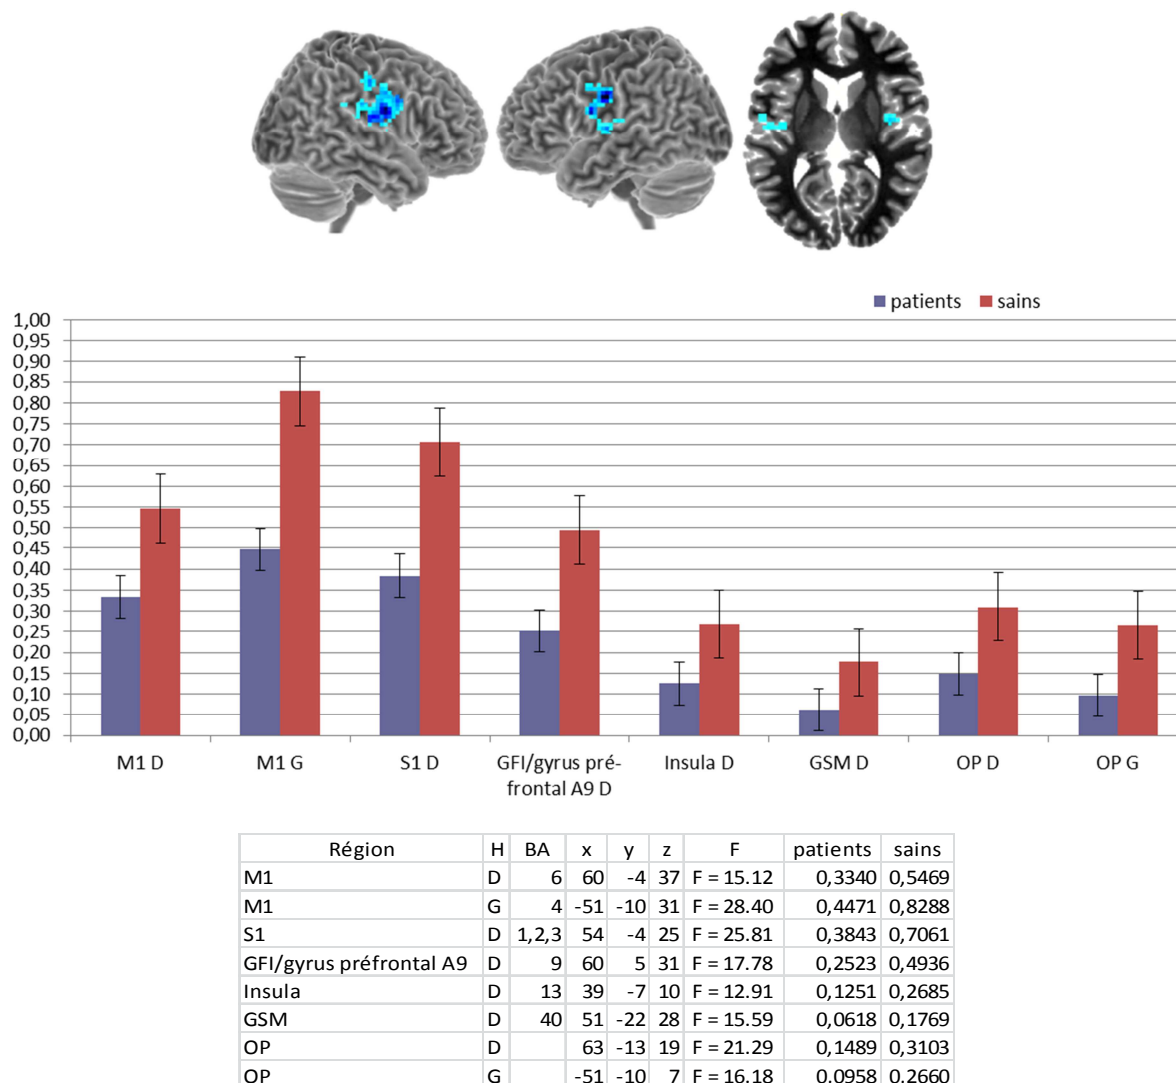 patients sains
1,00
0,95
0,90
0,85
0,80
0,75
0,70
0,65
0,60
0,55
0,50
0,45
0,40
0,35
0,30
0,25
0,20
0,15
0,10
0,05
0,00
M1 D M1 G S1 D GFI/gyrus pré- Insula D GSM D OP D OP G
frontal A9 D
Région H BA x y z F patients sains
M1 D 6 60 -4 37 F = 15.12 0,3340 0,5469
M1 G 4 -51 -10 31 F = 28.40 0,4471 0,8288
S1 D 1,2,3 54 -4 25 F = 25.81 0,3843 0,7061
GFI/gyrus préfrontal A9 D 9 60 5 31 F = 17.78 0,2523 0,4936
Insula D 13 39 -7 10 F = 12.91 0,1251 0,2685
GSM D 40 51 -22 28 F = 15.59 0,0618 0,1769
OP D 63 -13 19 F = 21.29 0,1489 0,3103
OP G -51 -10 7 F = 16.18 0,0958 0,2660